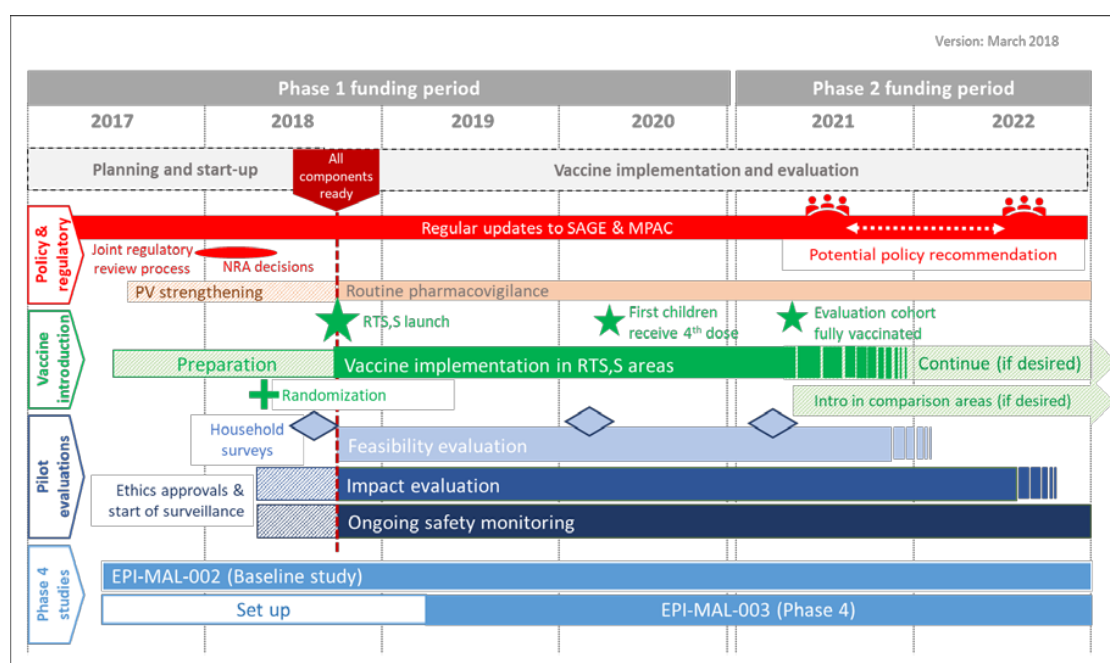 Version: March 2018
Phase 1 funding period
Phase 2 funding period
2017
2018
2019
2020
2021
2022
Planning and start-up
All
components
ready
Vaccine implementation and evaluation
Policy &
regulatory
Regular updates to SAGE & MPAC
Joint regulatory
review process
NRA decisions
Potential policy recommendation
PV strengthening
Routine pharmacovigilance
Vaccine
introduction
RTS,S launch
First children
receive 4th dose
Evaluation cohort
fully vaccinated
Preparation
Vaccine implementation in RTS,S areas
Continue (if desired)
Randomization
Intro in comparison areas (if desired)
Pilot
evaluations
Household
surveys
Feasibility evaluation
Ethics approvals &
start of surveillance
Impact evaluation
Ongoing safety monitoring
Phase 4
studies
EPI-MAL-002 (Baseline study)
Set up
EPI-MAL-003 (Phase 4)